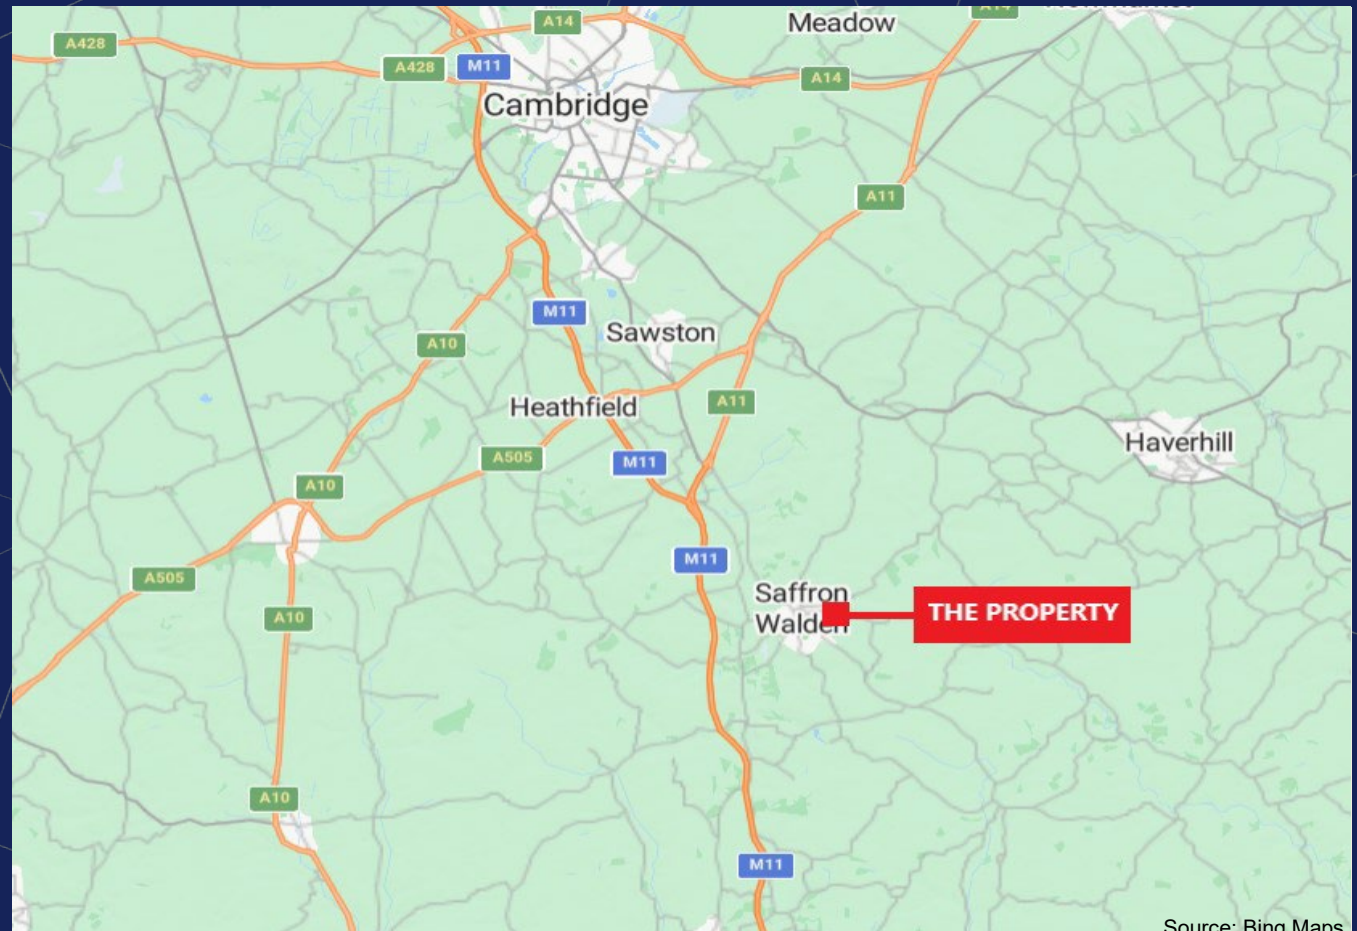 Meadow
A14
A14
A428
A428
M11
A14
Cambridge
A11
M11
Sawston
A10
A11
Heathfield
Haverhill
A505
M11
A10
M11
A505
Saffron
Walden
THE PROPERTY
A10
A10
M11
Source: Bing Maps